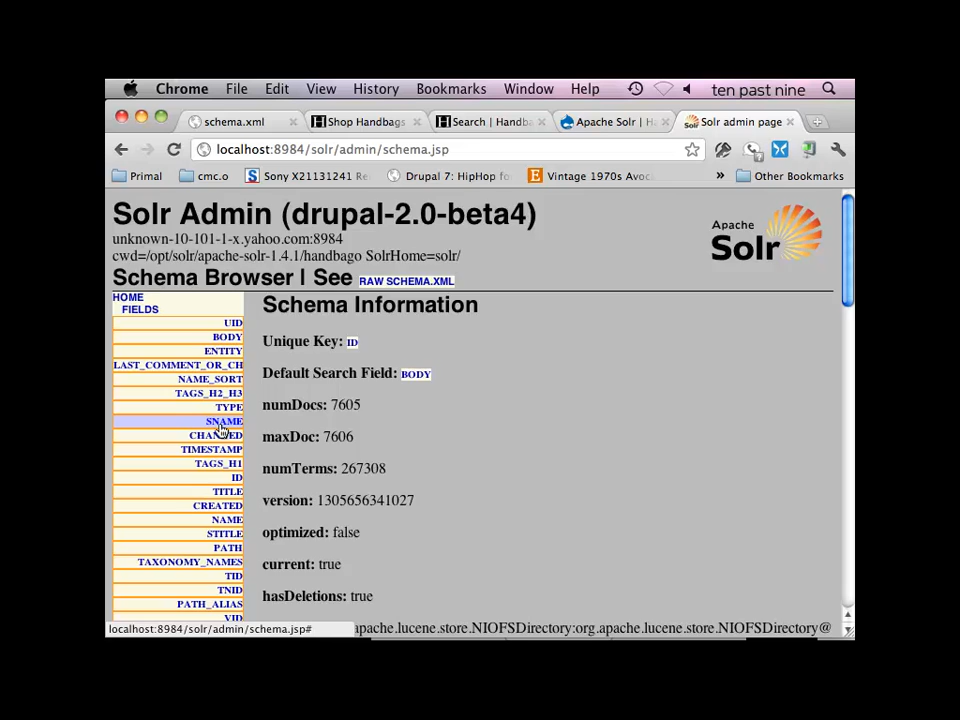 Chrome File Edit View History Bookmarks Window Help ten past nine
schema.xml Shop Handbags Search | Handba Apache Solr | Ha Solr admin page
localhost:8984/solr/admin/schema.jsp
Primal cmc.o Sony X21131241 Re Drupal 7: HipHop fo Vintage 1970s Avoc » Other Bookmarks
Solr Admin (drupal-2.0-beta4)
unknown-10-101-1-x.yahoo.com:8984
cwd=/opt/solr/apache-solr-1.4.1/handbago SolrHome=solr/
Apache
Solr
Schema Browser | See RAW SCHEMA.XML
HOME
FIELDS
UID
BODY
ENTITY
LAST_COMMENT_OR_CH
NAME_SORT
TAGS_H2_H3
TYPE
SNAME
CHANGED
TIMESTAMP
TAGS_H1
ID
TITLE
CREATED
NAME
STITLE
PATH
TAXONOMY_NAMES
TID
TNID
PATH_ALIAS
VID
Schema Information
Unique Key: ID
Default Search Field: BODY
numDocs: 7605
maxDoc: 7606
numTerms: 267308
version: 1305656341027
optimized: false
current: true
hasDeletions: true
apache.lucene.store.NIOFSDirectory:org.apache.lucene.store.NIOFSDirectory@
localhost:8984/solr/admin/schema.jsp#